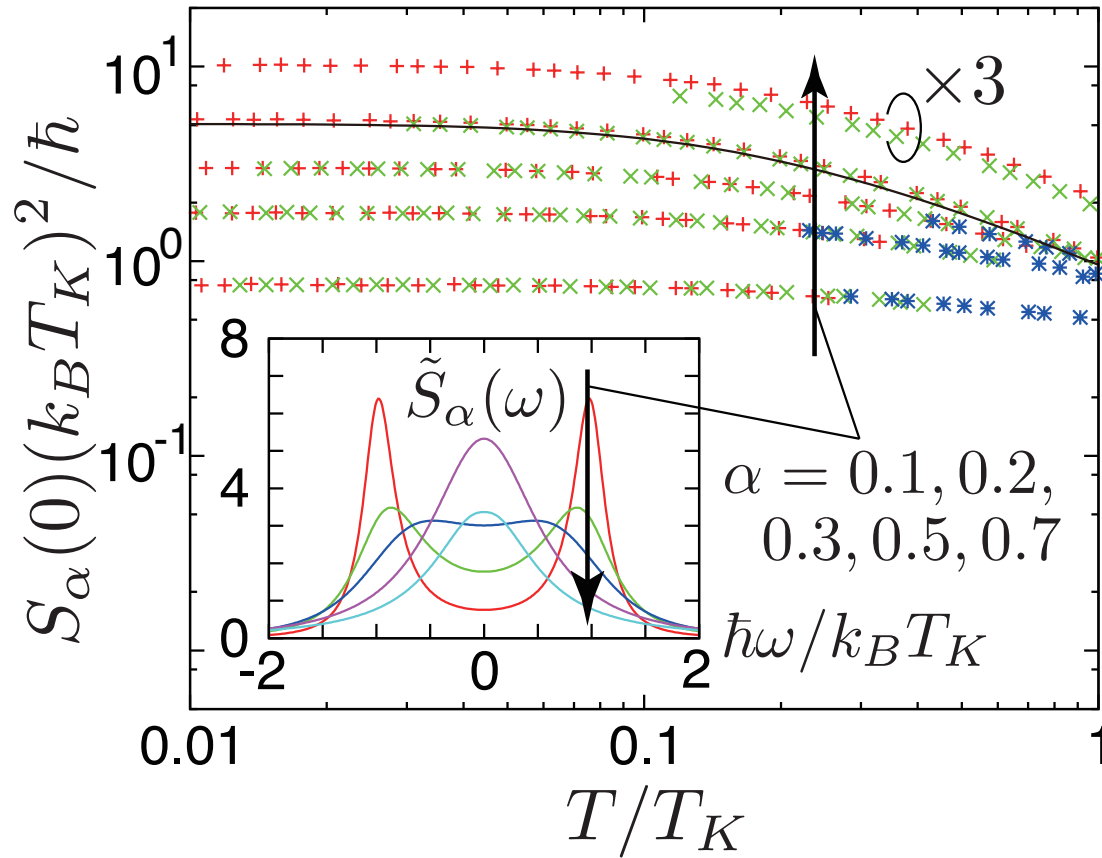 10^1
×3
S_α(0)(k_B T_K)^2/ħ
10^0
8
S̃_α(ω)
10^-1
4
α = 0.1, 0.2,
0.3, 0.5, 0.7
0
ħω/k_B T_K
-2 0 2
0.01 0.1 1
T/T_K